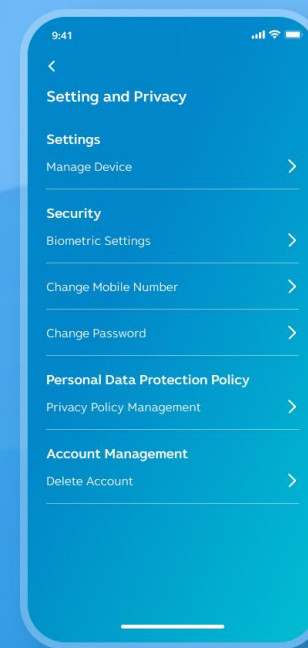 9:41
Setting and Privacy
Settings
Manage Device
Security
Biometric Settings
Change Mobile Number
Change Password
Personal Data Protection Policy
Privacy Policy Management
Account Management
Delete Account